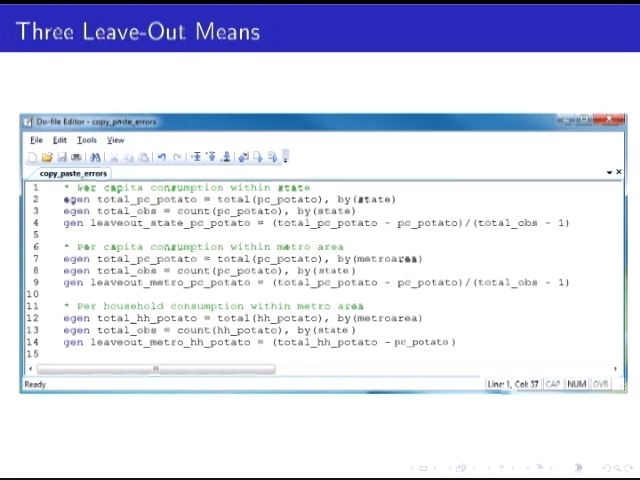 Three Leave-Out Means
Do-file Editor - copy_paste_errors
File Edit Tools View
copy_paste_errors
1 * Per capita consumption within state
2 egen total_pc_potato = total(pc_potato), by(state)
3 egen total_obs = count(pc_potato), by(state)
4 gen leaveout_state_pc_potato = (total_pc_potato - pc_potato)/(total_obs - 1)
5
6 * Per capita consumption within metro area
7 egen total_pc_potato = total(pc_potato), by(metroarea)
8 egen total_obs = count(pc_potato), by(state)
9 gen leaveout_metro_pc_potato = (total_pc_potato - pc_potato)/(total_obs - 1)
10
11 * Per household consumption within metro area
12 egen total_hh_potato = total(hh_potato), by(metroarea)
13 egen total_obs = count(hh_potato), by(state)
14 gen leaveout_metro_hh_potato = (total_hh_potato - pc_potato)
15
Ready Line: 1, Col: 37 CAP NUM OVR